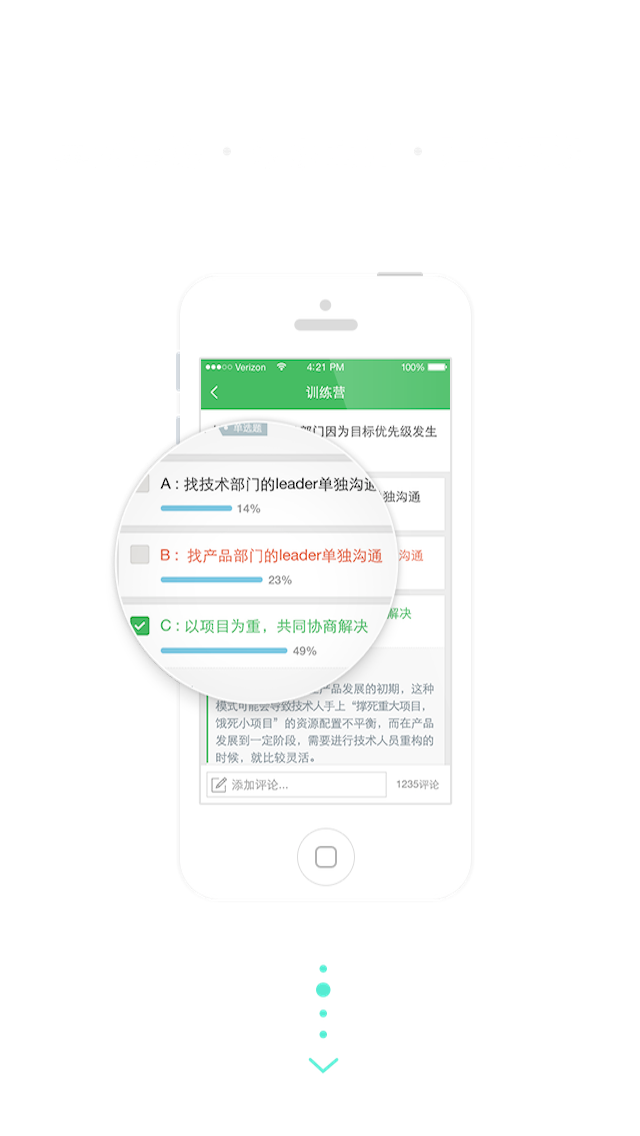 Verizon 4:21 PM 100%
训练营
单选题
部门因为目标优先级发生
A : 找技术部门的leader单独沟通
独沟通
14%
B : 找产品部门的leader单独沟通
沟通
23%
C : 以项目为重，共同协商解决
解决
49%
产品发展的初期，这种
模式可能会导致技术人手上“撑死重大项目，
饿死小项目”的资源配置不平衡，而在产品
发展到一定阶段，需要进行技术人员重构的
时候，就比较灵活。
添加评论... 1235评论